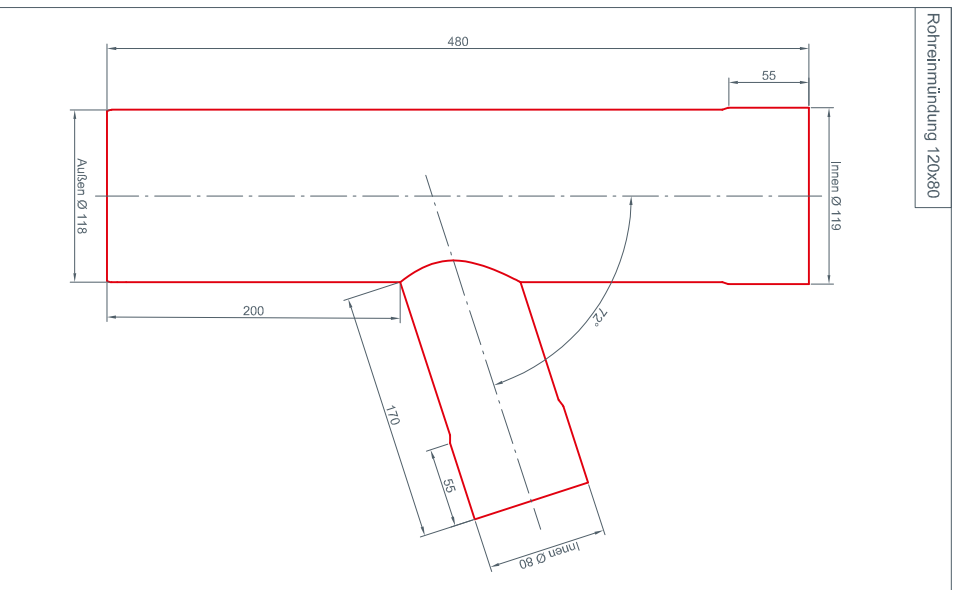 Rohreinmündung 120x80
480
55
Innen Ø 119
Außen Ø 118
200
72°
170
55
Innen Ø 80